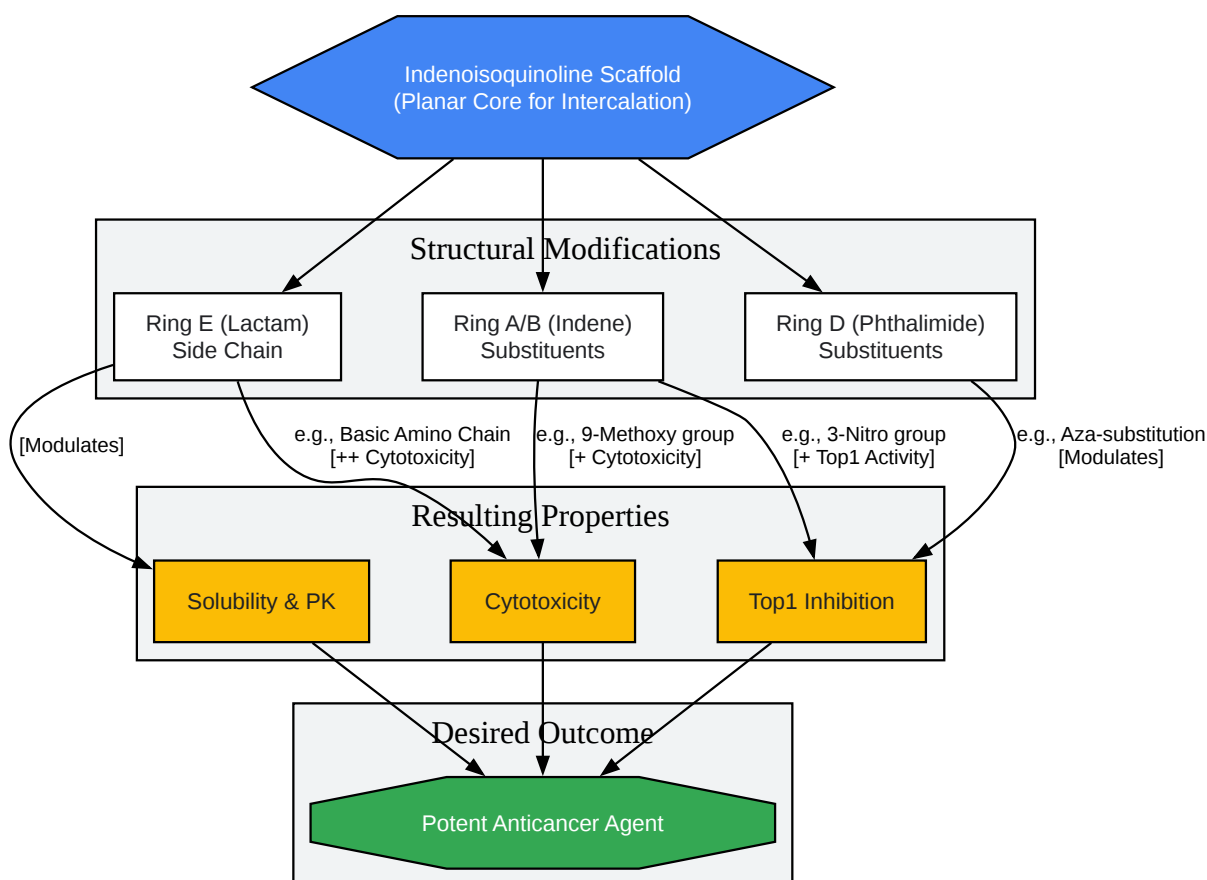 Indenoisoquinoline Scaffold
(Planar Core for Intercalation)
Structural Modifications
Ring E (Lactam)
Side Chain
Ring A/B (Indene)
Substituents
Ring D (Phthalimide)
Substituents
[Modulates]
e.g., Basic Amino Chain
[++ Cytotoxicity]
e.g., 9-Methoxy group
[+ Cytotoxicity]
e.g., 3-Nitro group
[+ Top1 Activity]
e.g., Aza-substitution
[Modulates]
Resulting Properties
Solubility & PK
Cytotoxicity
Top1 Inhibition
Desired Outcome
Potent Anticancer Agent